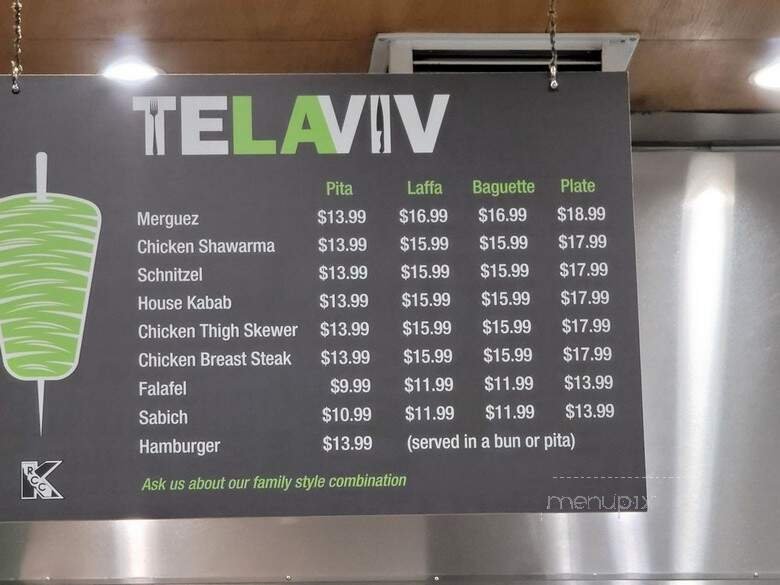 TELAVIV
Pita Laffa Baguette Plate
Merguez $13.99 $16.99 $16.99 $18.99
Chicken Shawarma $13.99 $15.99 $15.99 $17.99
Schnitzel $13.99 $15.99 $15.99 $17.99
House Kabab $13.99 $15.99 $15.99 $17.99
Chicken Thigh Skewer $13.99 $15.99 $15.99 $17.99
Chicken Breast Steak $13.99 $15.99 $15.99 $17.99
Falafel $9.99 $11.99 $11.99 $13.99
Sabich $10.99 $11.99 $11.99 $13.99
Hamburger $13.99 (served in a bun or pita)
Ask us about our family style combination
K
RCC
menupix